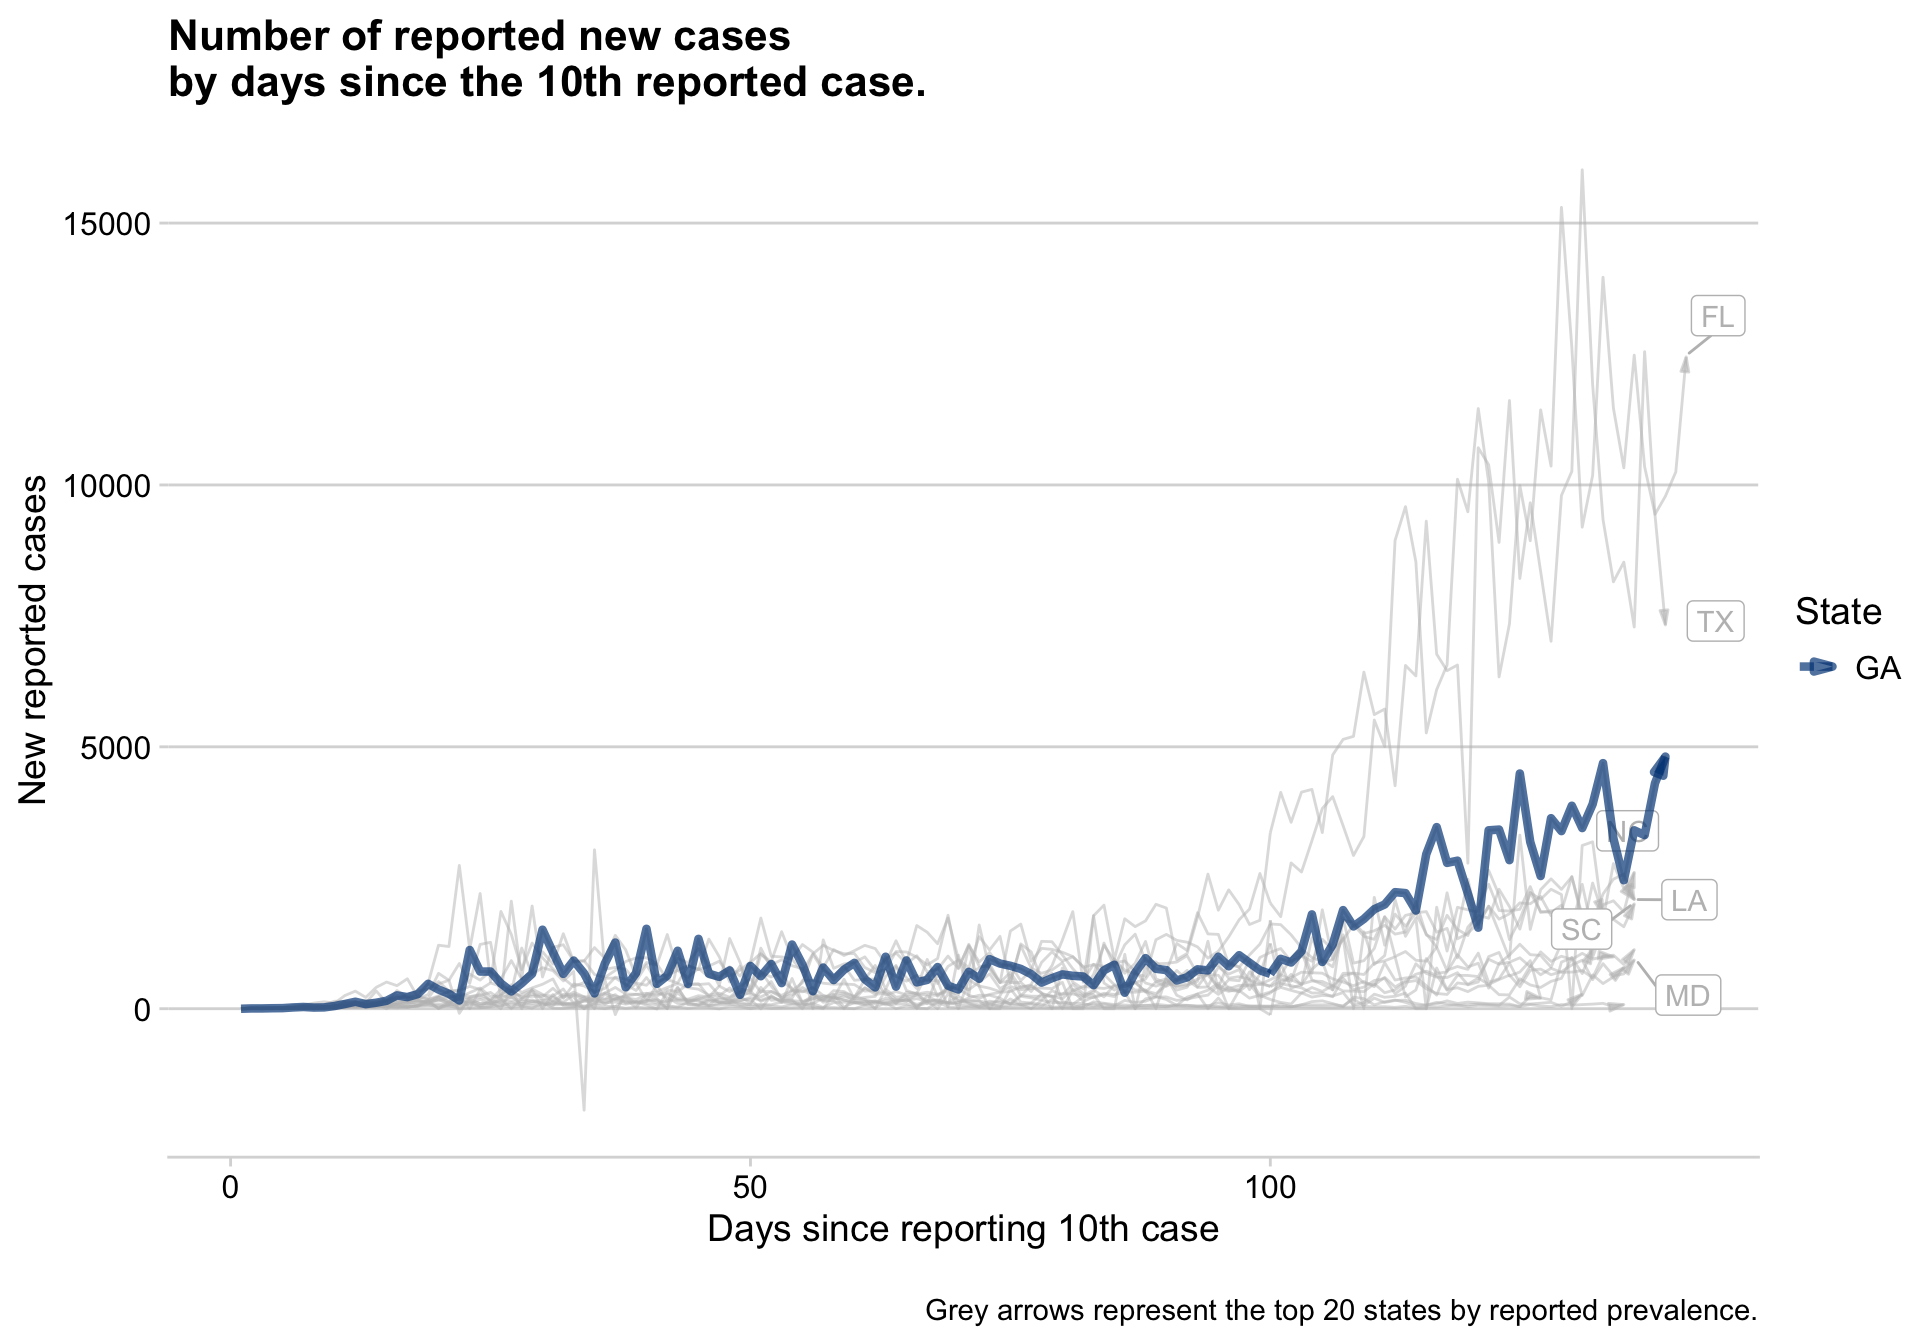 Number of reported new cases
by days since the 10th reported case.
15000
10000
5000
0
New reported cases
FL
TX
NC
LA
SC
MD
State
GA
0
50
100
Days since reporting 10th case
Grey arrows represent the top 20 states by reported prevalence.